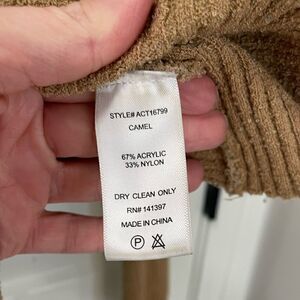 STYLE# ACT16799
CAMEL
67% ACRYLIC
33% NYLON
DRY CLEAN ONLY
RN# 141397
MADE IN CHINA
P